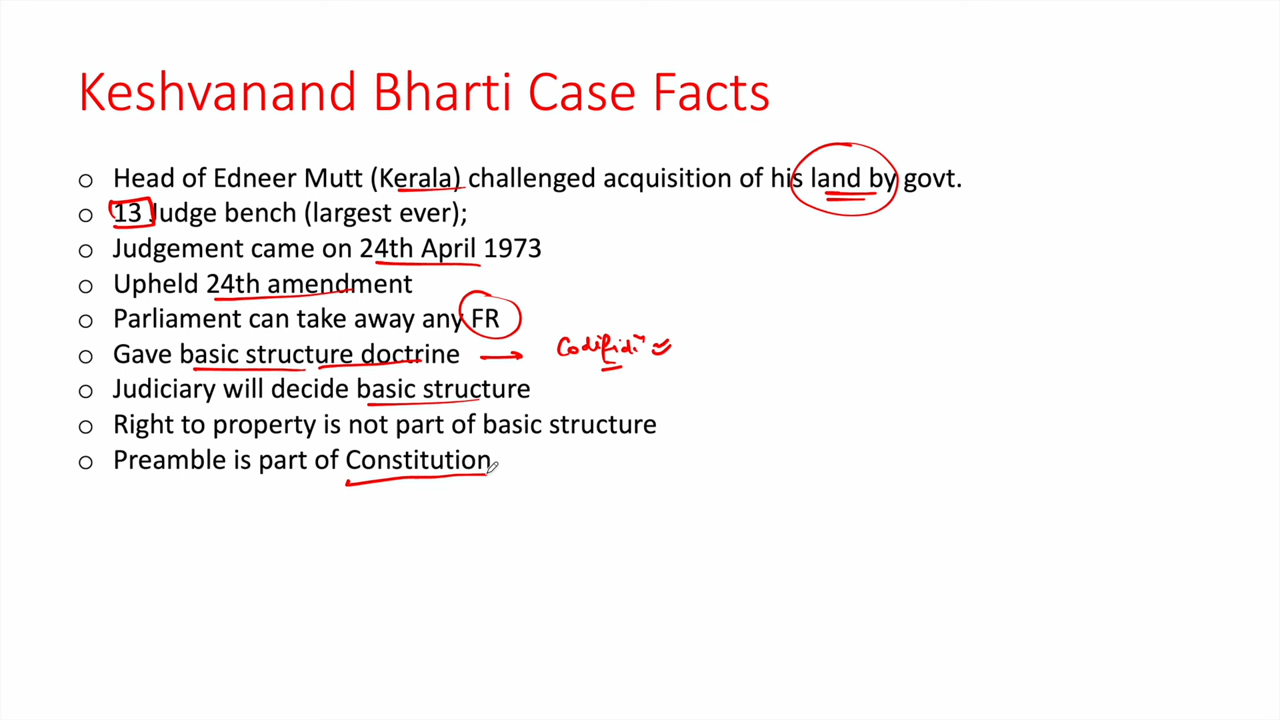 Keshvanand Bharti Case Facts
o Head of Edneer Mutt (Kerala) challenged acquisition of his land by govt.
o 13 Judge bench (largest ever);
o Judgement came on 24th April 1973
o Upheld 24th amendment
o Parliament can take away any FR
o Gave basic structure doctrine →
o Judiciary will decide basic structure
o Right to property is not part of basic structure
o Preamble is part of Constitution